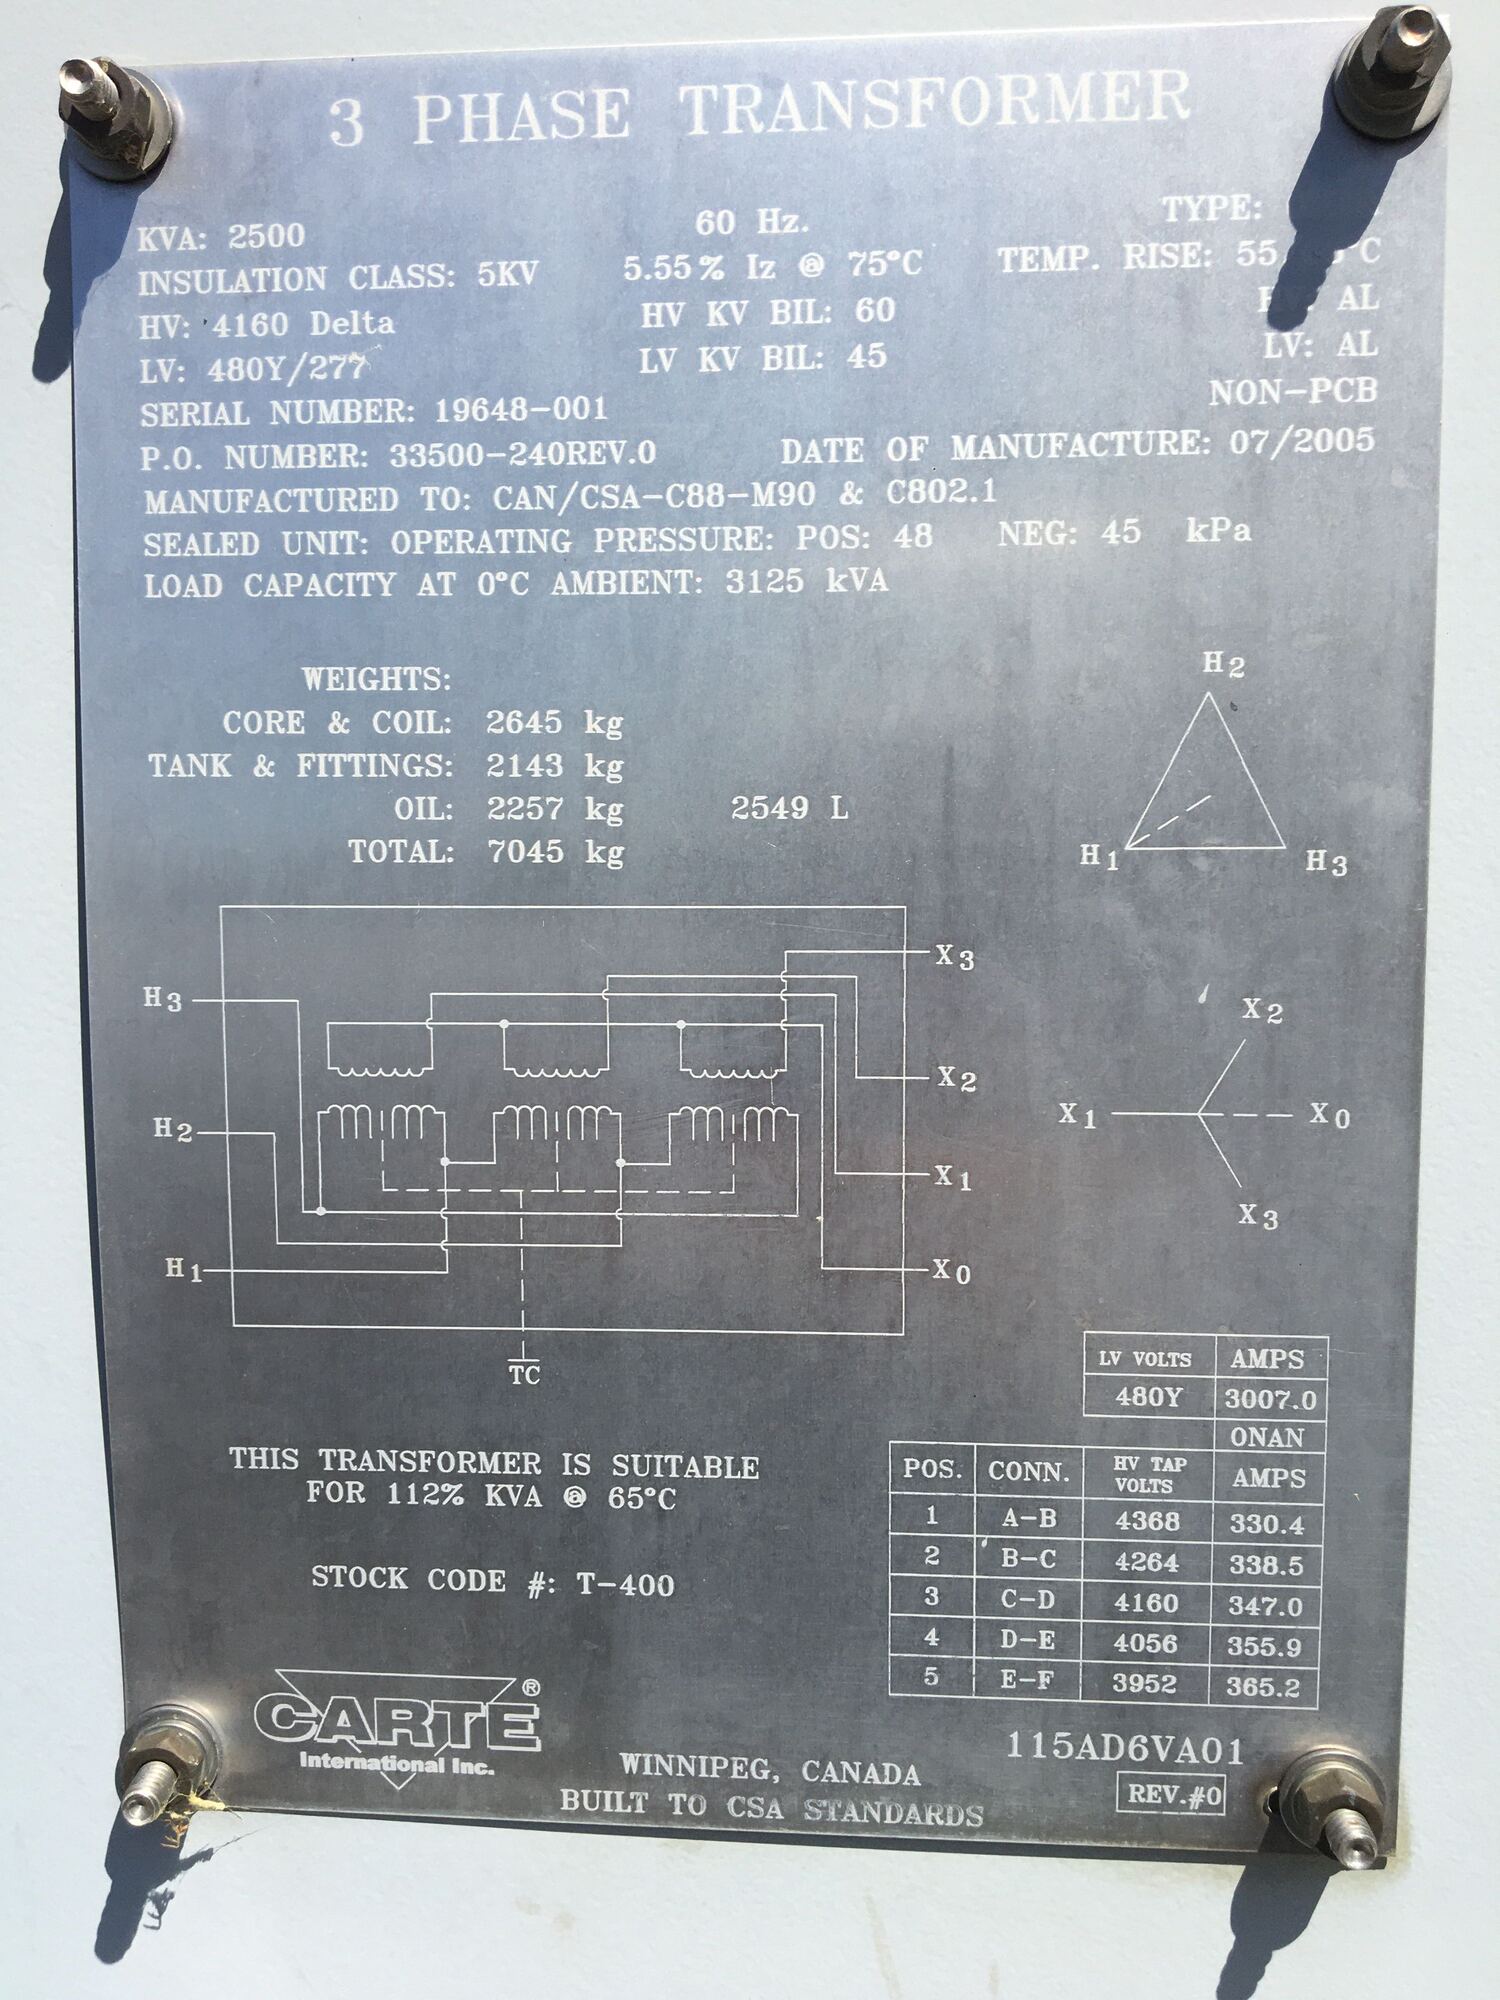 3 PHASE TRANSFORMER
KVA: 2500 60 Hz. TYPE:
INSULATION CLASS: 5KV 5.55% Iz @ 75°C TEMP. RISE: 55 °C
HV: 4160 Delta HV KV BIL: 60 AL
LV: 480Y/277 LV KV BIL: 45 LV: AL
SERIAL NUMBER: 19648-001 NON-PCB
P.O. NUMBER: 33500-240REV.0 DATE OF MANUFACTURE: 07/2005
MANUFACTURED TO: CAN/CSA-C88-M90 & C802.1
SEALED UNIT: OPERATING PRESSURE: POS: 48 NEG: 45 kPa
LOAD CAPACITY AT 0°C AMBIENT: 3125 kVA
WEIGHTS:
CORE & COIL: 2645 kg
TANK & FITTINGS: 2143 kg
OIL: 2257 kg 2549 L
TOTAL: 7045 kg
H2
H1 H3
H3
H2
H1
X3
X2
X1
X0
TC
X2
X1 X0
X3
LV VOLTS AMPS
480Y 3007.0
ONAN
POS. CONN. HV TAP VOLTS AMPS
1 A-B 4368 330.4
2 B-C 4264 338.5
3 C-D 4160 347.0
4 D-E 4056 355.9
5 E-F 3952 365.2
THIS TRANSFORMER IS SUITABLE
FOR 112% KVA @ 65°C
STOCK CODE #: T-400
CARTE®
International Inc.
WINNIPEG, CANADA
BUILT TO CSA STANDARDS
115AD6VA01
REV.#0